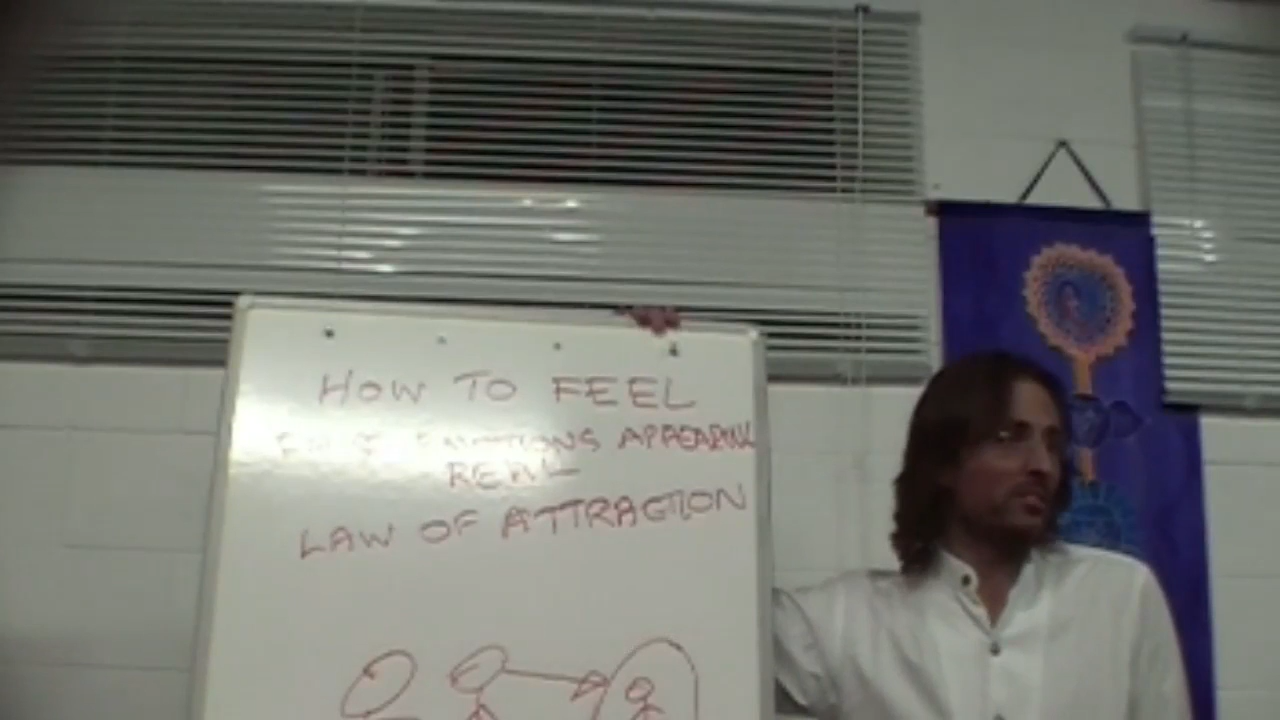 HOW TO FEEL
EMOTIONS APPEARING
REAL
LAW OF ATTRACTION